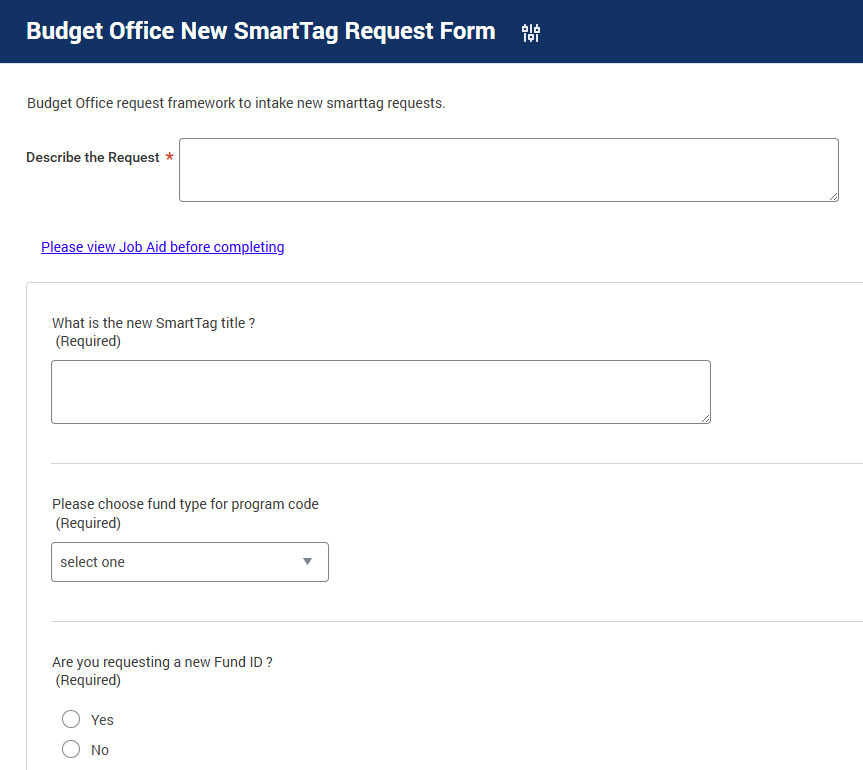 Budget Office New SmartTag Request Form
Budget Office request framework to intake new smarttag requests.
Describe the Request *
Please view Job Aid before completing
What is the new SmartTag title ?
(Required)
Please choose fund type for program code
(Required)
select one
Are you requesting a new Fund ID ?
(Required)
Yes
No